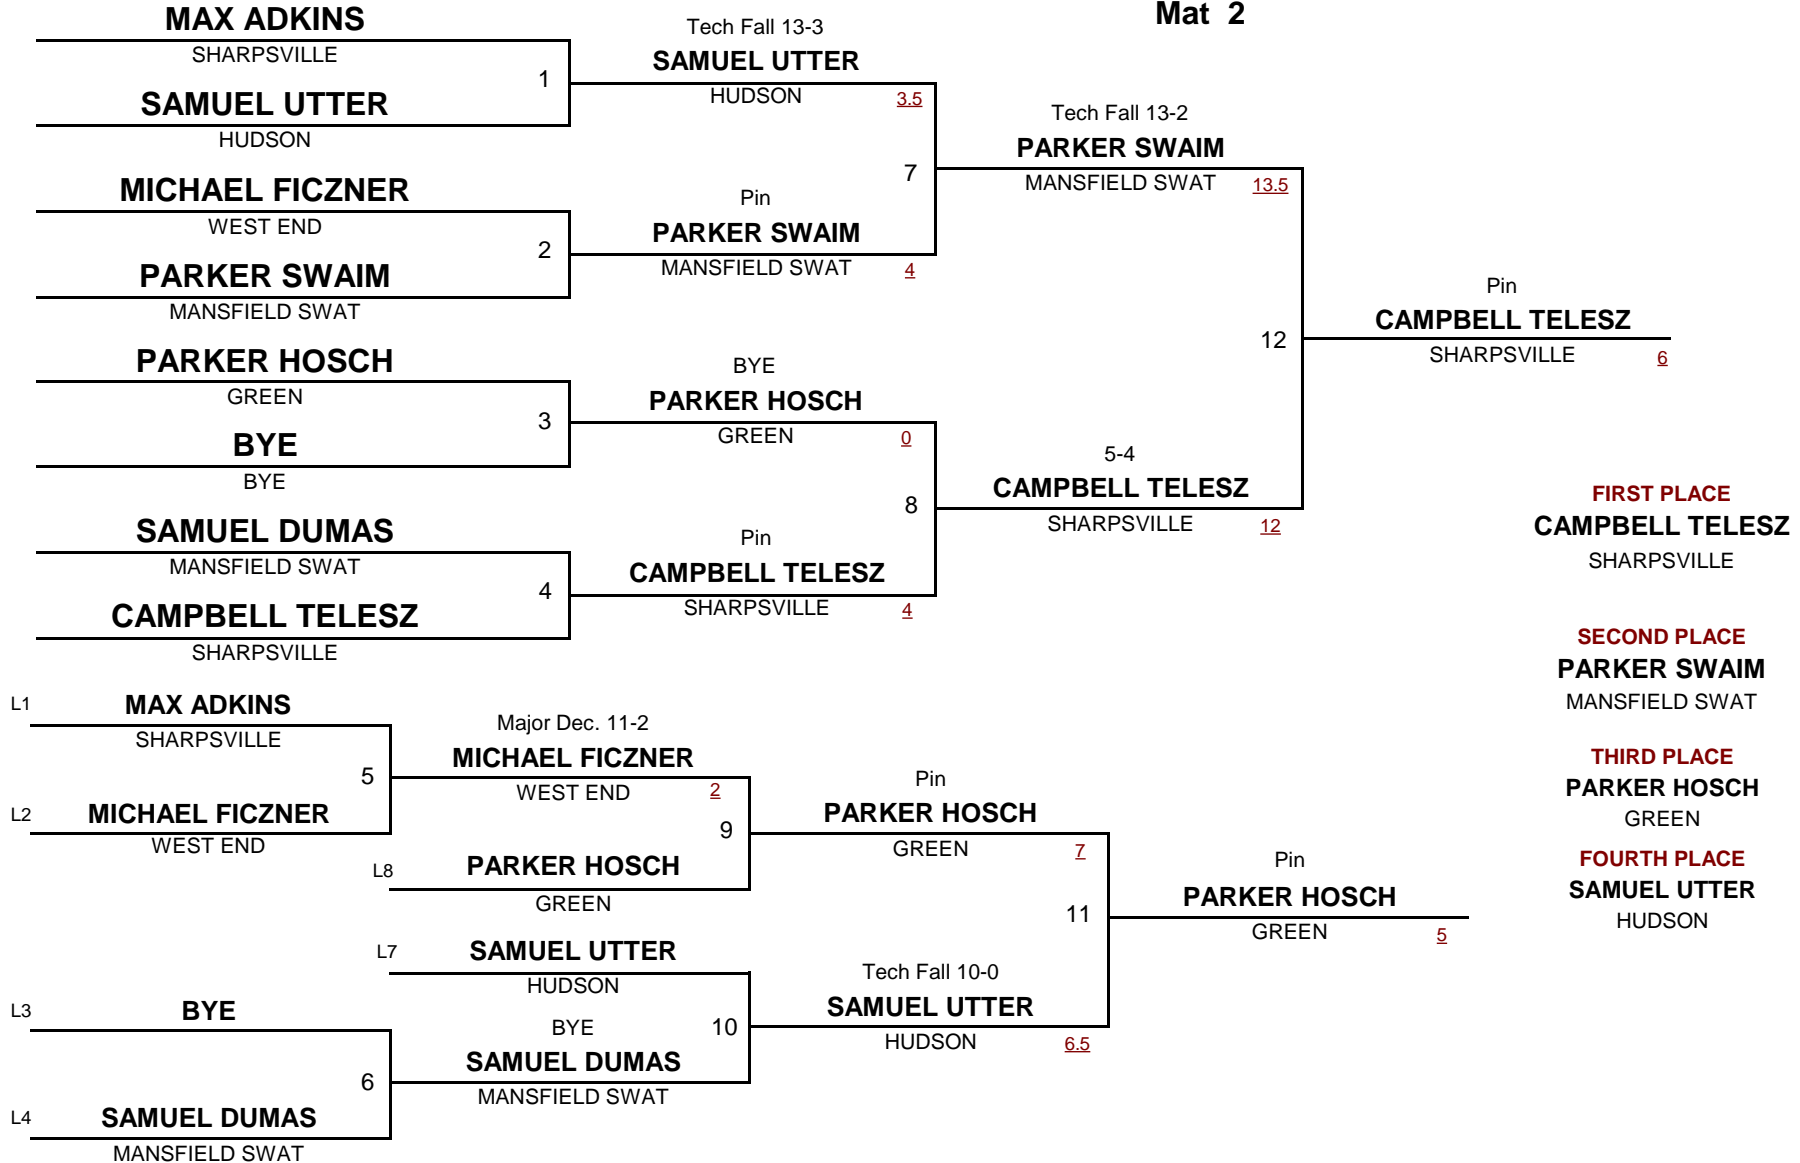 Mat 2
MAX ADKINS
SHARPSVILLE
1
SAMUEL UTTER
HUDSON
MICHAEL FICZNER
WEST END
2
PARKER SWAIM
MANSFIELD SWAT
PARKER HOSCH
GREEN
3
BYE
BYE
SAMUEL DUMAS
MANSFIELD SWAT
4
CAMPBELL TELESZ
SHARPSVILLE
Tech Fall 13-3
SAMUEL UTTER
HUDSON 3.5
7
Pin
PARKER SWAIM
MANSFIELD SWAT 4
BYE
PARKER HOSCH
GREEN 0
8
Pin
CAMPBELL TELESZ
SHARPSVILLE 4
Tech Fall 13-2
PARKER SWAIM
MANSFIELD SWAT 13.5
12
5-4
CAMPBELL TELESZ
SHARPSVILLE 12
Pin
CAMPBELL TELESZ
SHARPSVILLE 6
L1 MAX ADKINS
SHARPSVILLE
5
L2 MICHAEL FICZNER
WEST END
L3 BYE
6
L4 SAMUEL DUMAS
MANSFIELD SWAT
Major Dec. 11-2
MICHAEL FICZNER
WEST END 2
9
L8 PARKER HOSCH
GREEN
L7 SAMUEL UTTER
HUDSON
10
BYE
SAMUEL DUMAS
MANSFIELD SWAT
Pin
PARKER HOSCH
GREEN 7
11
Tech Fall 10-0
SAMUEL UTTER
HUDSON 6.5
Pin
PARKER HOSCH
GREEN 5
FIRST PLACE
CAMPBELL TELESZ
SHARPSVILLE
SECOND PLACE
PARKER SWAIM
MANSFIELD SWAT
THIRD PLACE
PARKER HOSCH
GREEN
FOURTH PLACE
SAMUEL UTTER
HUDSON